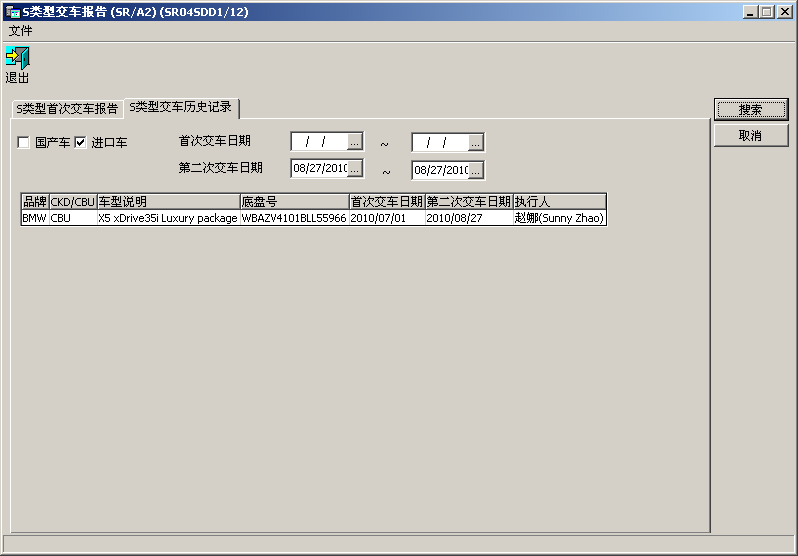 S类型交车报告 (SR/A2) (SR04SDD1/12)
文件
退出
S类型首次交车报告 S类型交车历史记录
搜索
取消
国产车 进口车 首次交车日期 / / ... ~ / / ...
第二次交车日期 08/27/2010 ... ~ 08/27/2010 ...
品牌 CKD/CBU 车型说明 底盘号 首次交车日期 第二次交车日期 执行人
BMW CBU X5 xDrive35i Luxury package WBAZV4101BLL55966 2010/07/01 2010/08/27 赵娜(Sunny Zhao)